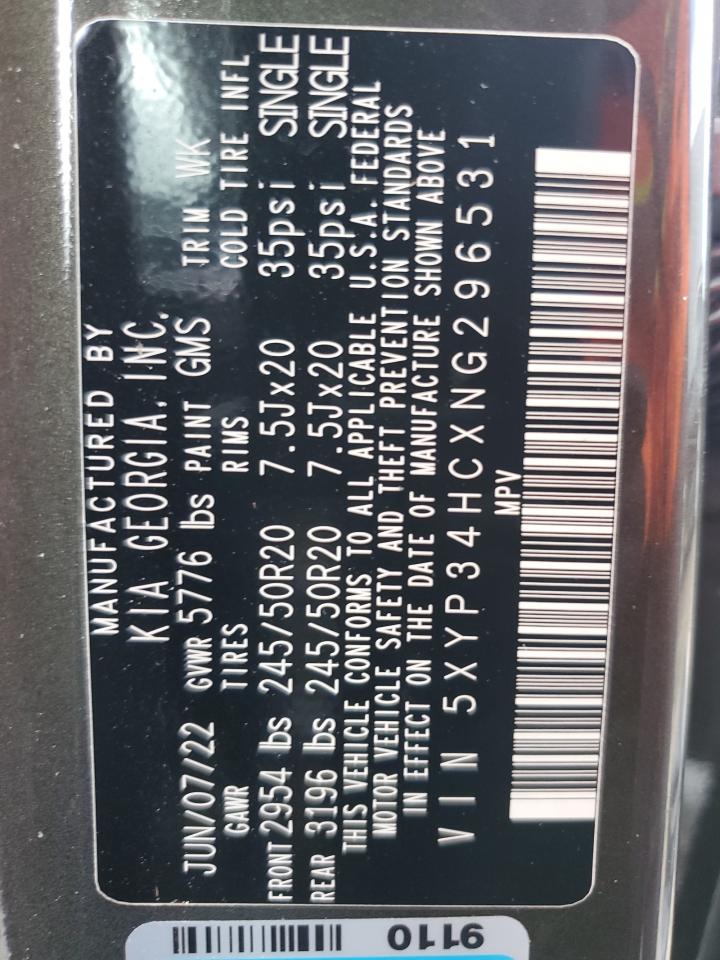 MANUFACTURED BY
KIA GEORGIA, INC.
JUN/07/22 GVWR 5776 lbs PAINT GMS TRIM WK
GAWR TIRES RIMS COLD TIRE INFL
FRONT 2954 lbs 245/50R20 7.5Jx20 35psi SINGLE
REAR 3196 lbs 245/50R20 7.5Jx20 35psi SINGLE
THIS VEHICLE CONFORMS TO ALL APPLICABLE U.S.A. FEDERAL
MOTOR VEHICLE SAFETY AND THEFT PREVENTION STANDARDS
IN EFFECT ON THE DATE OF MANUFACTURE SHOWN ABOVE
VIN 5XYP34HCXNG296531
MPV
9110